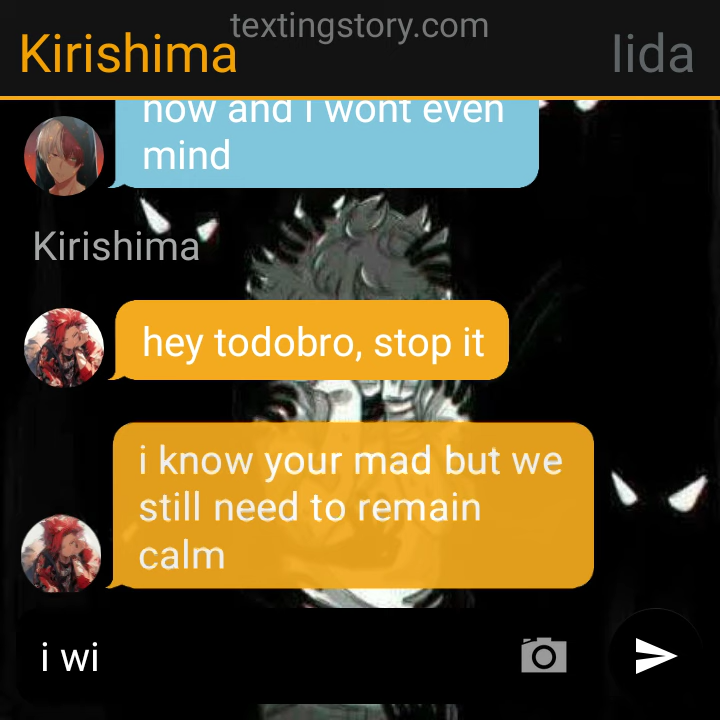 textingstory.com
Kirishima
Iida
now and i wont even
mind
Kirishima
hey todobro, stop it
i know your mad but we
still need to remain
calm
i wi